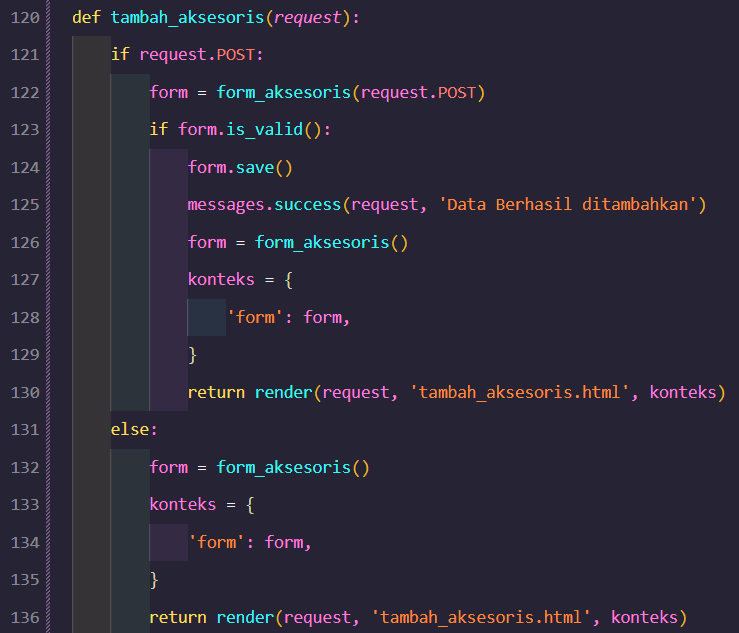 120 def tambah_aksesoris(request):
121     if request.POST:
122         form = form_aksesoris(request.POST)
123         if form.is_valid():
124             form.save()
125             messages.success(request, 'Data Berhasil ditambahkan')
126             form = form_aksesoris()
127             konteks = {
128                 'form': form,
129             }
130             return render(request, 'tambah_aksesoris.html', konteks)
131     else:
132         form = form_aksesoris()
133         konteks = {
134             'form': form,
135         }
136         return render(request, 'tambah_aksesoris.html', konteks)